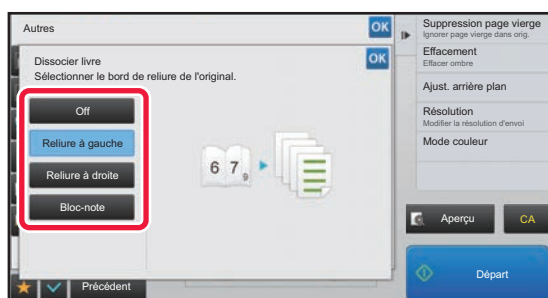 Autres
OK
Dissocier livre
Sélectionner le bord de reliure de l'original.
OK
Off
Reliure à gauche
Reliure à droite
Bloc-note
6 7 9
Précédent
Suppression page vierge
Ignorer page vierge dans orig.
Effacement
Effacer ombre
Ajust. arrière plan
Résolution
Modifier la résolution d'envoi
Mode couleur
Aperçu
CA
Départ